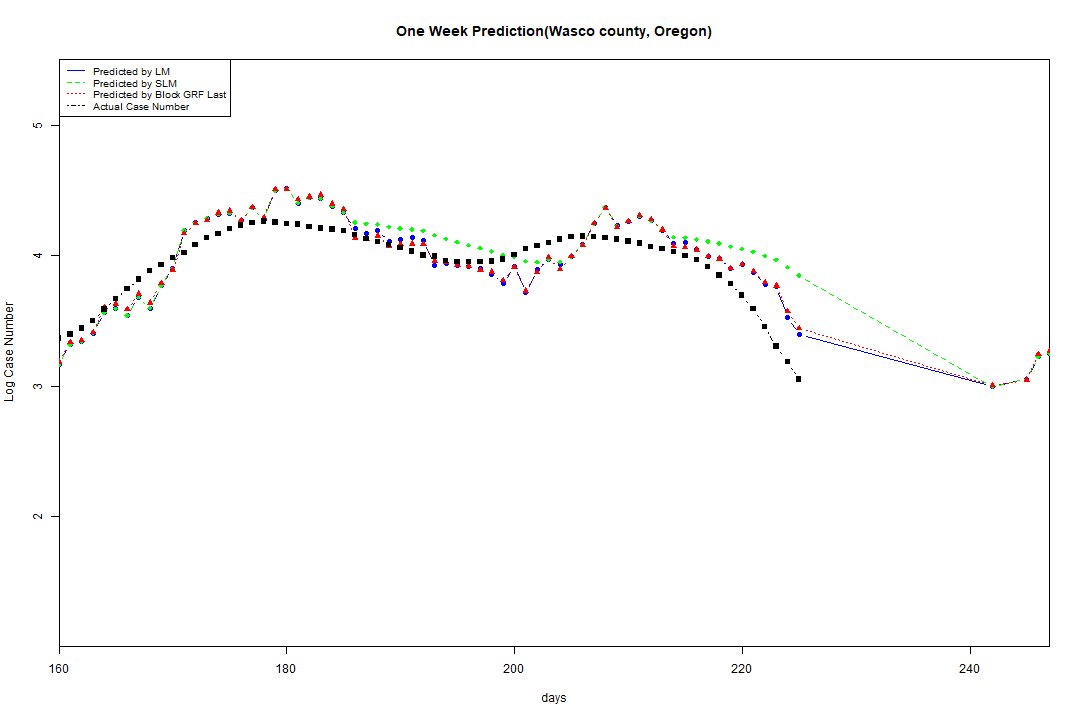 One Week Prediction(Wasco county, Oregon)
Predicted by LM
Predicted by SLM
Predicted by Block GRF Last
Actual Case Number
5
4
3
2
Log Case Number
160 180 200 220 240
days